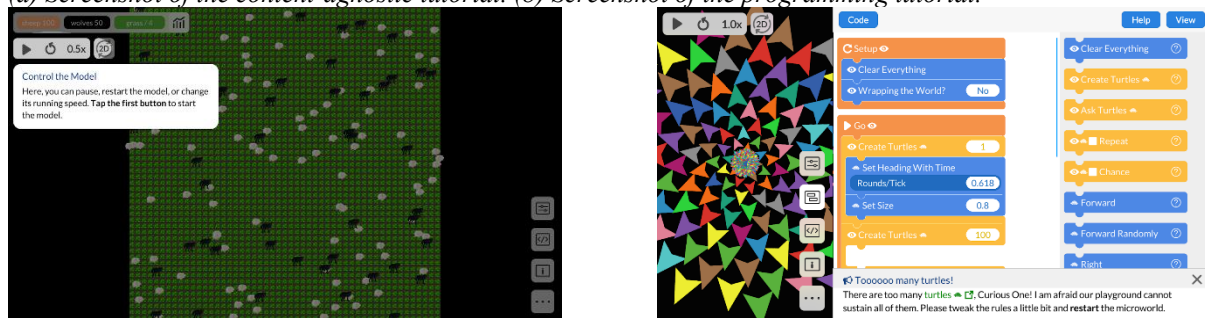 (a) Screenshot of the content-agnostic tutorial. (b) Screenshot of the programming tutorial.
sheep 100 wolves 50 grass / 4
0.5x 2D
Control the Model
Here, you can pause, restart the model, or change
its running speed. Tap the first button to start
the model.
1.0x 2D
Code Help View
Setup
Clear Everything
Wrapping the World? No
Go
Create Turtles 1
Set Heading With Time
Rounds/Tick 0.618
Set Size 0.8
Create Turtles 100
Clear Everything
Create Turtles
Ask Turtles
Repeat
Chance
Forward
Forward Randomly
Right
Toooooo many turtles!
There are too many turtles, Curious One! I am afraid our playground cannot
sustain all of them. Please tweak the rules a little bit and restart the microworld.